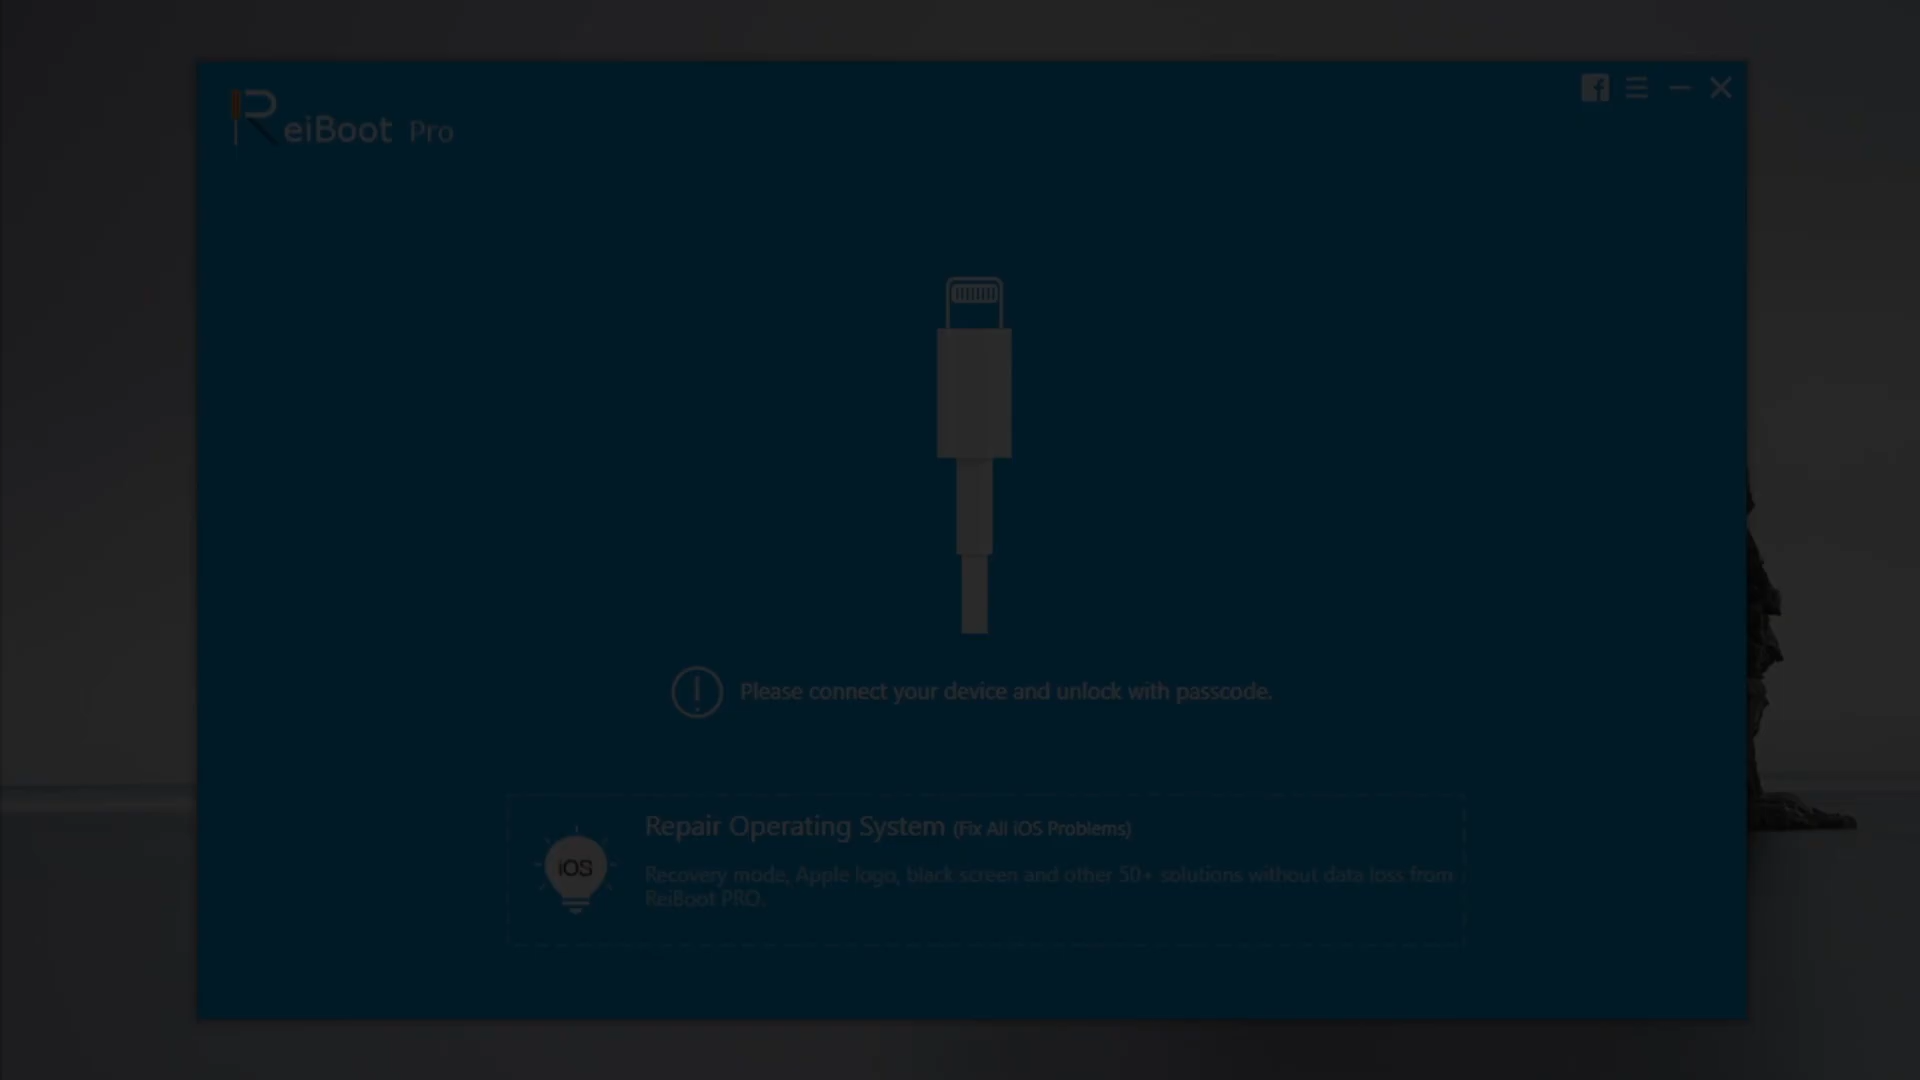 ReiBoot Pro
Please connect your device and unlock with passcode.
Repair Operating System (Fix All iOS Problems)
iOS
Recovery mode, Apple logo, black screen and other 50+ solutions without data loss from
ReiBoot PRO.